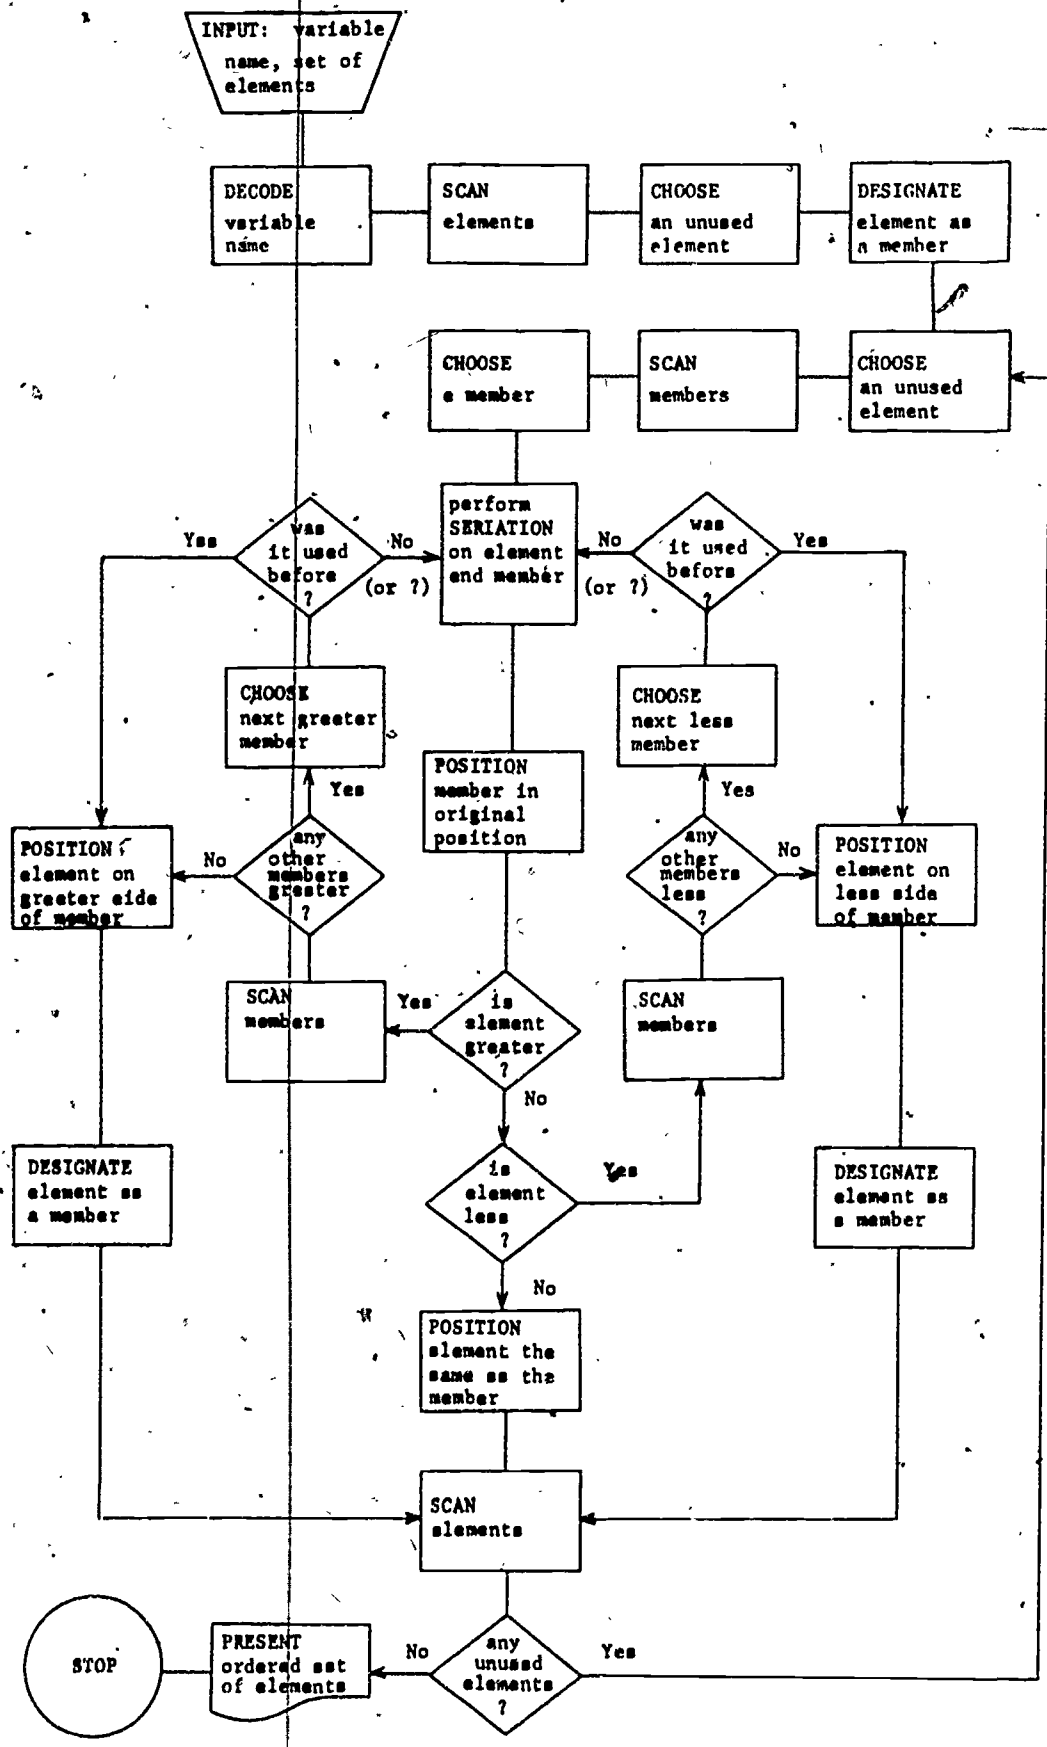 INPUT: variable
name, set of
elements
DECODE
variable
name
SCAN
elements
CHOOSE
an unused
element
DESIGNATE
element as
a member
CHOOSE
a member
SCAN
members
CHOOSE
an unused
element
perform
SERIATION
on element
and member
Yes
was
it used
before
?
No
(or ?)
No
(or ?)
was
it used
before
?
Yes
CHOOSE
next greater
member
CHOOSE
next less
member
Yes
POSITION
member in
original
position
Yes
POSITION
element on
greater side
of member
No
any
other
members
greater
?
any
other
members
less
?
No
POSITION
element on
less side
of member
SCAN
members
Yes
is
element
greater
?
SCAN
members
No
DESIGNATE
element as
a member
is
element
less
?
Yes
DESIGNATE
element as
a member
No
POSITION
element the
same as the
member
SCAN
elements
STOP
PRESENT
ordered set
of elements
No
any
unused
elements
?
Yes